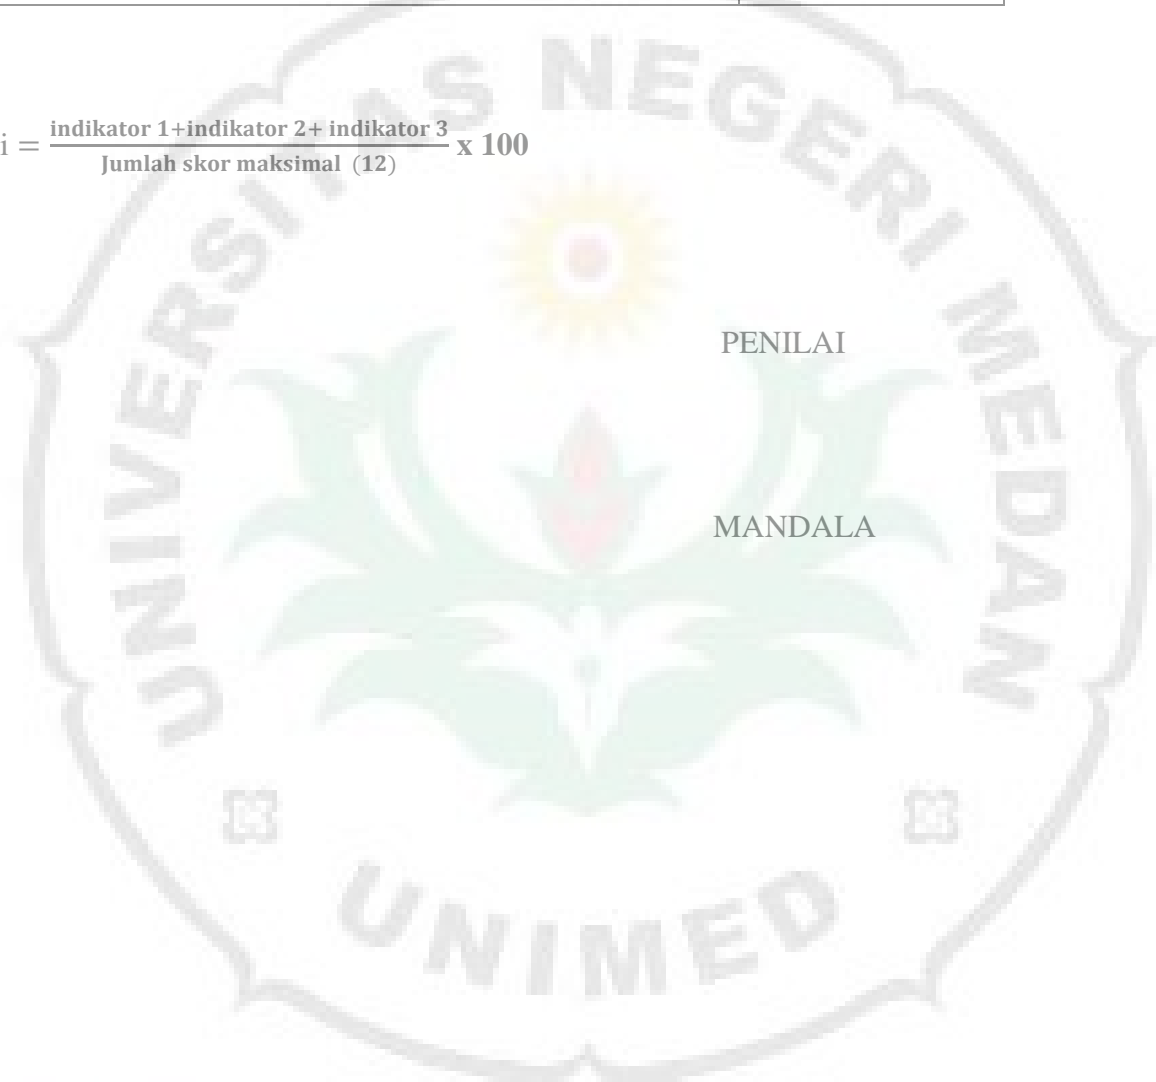 i = indikator 1+indikator 2+ indikator 3 / Jumlah skor maksimal (12) x 100
PENILAI
MANDALA
UNIVERSITAS NEGERI MEDAN
UNIMED